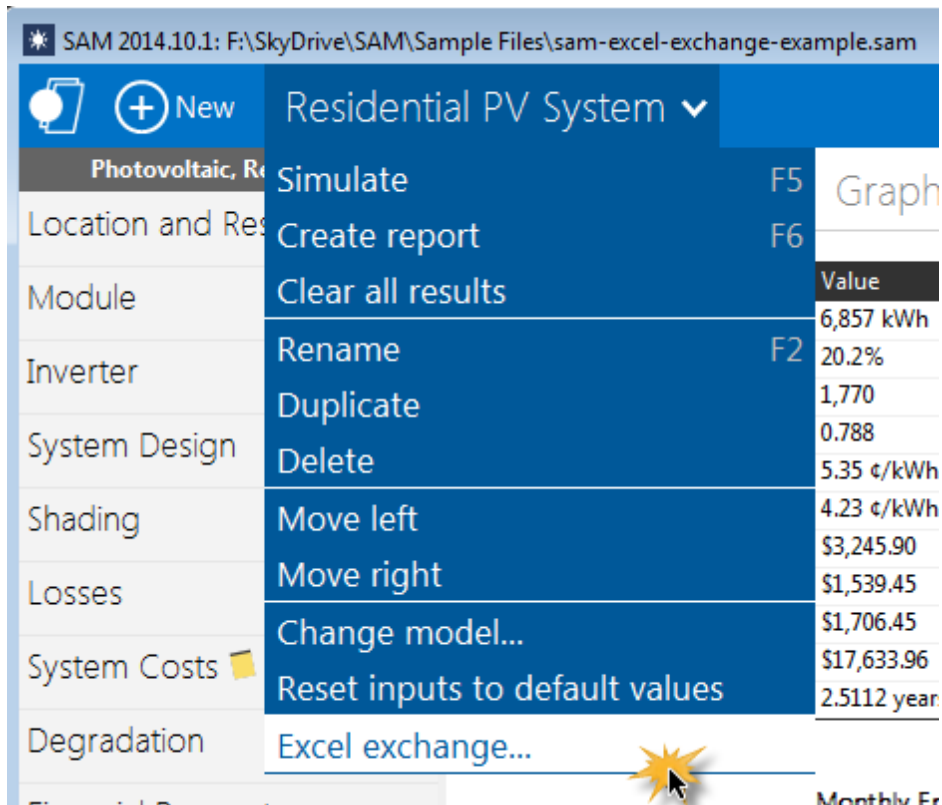 SAM 2014.10.1: F:\SkyDrive\SAM\Sample Files\sam-excel-exchange-example.sam
New
Residential PV System
Photovoltaic,
Simulate F5
Create report F6
Clear all results
Rename F2
Duplicate
Delete
Move left
Move right
Change model...
Reset inputs to default values
Excel exchange...
Location and
Module
Inverter
System Design
Shading
Losses
System Costs
Degradation
Graph
Value
6,857 kWh
20.2%
1,770
0.788
5.35 ¢/kWh
4.23 ¢/kWh
$3,245.90
$1,539.45
$1,706.45
$17,633.96
2.5112 years
Monthly